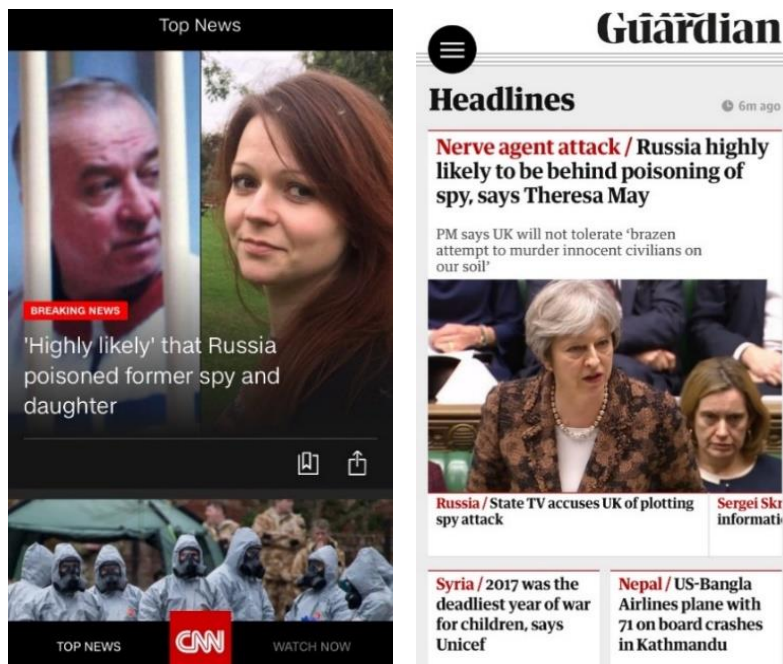 Top News
BREAKING NEWS
'Highly likely' that Russia
poisoned former spy and
daughter
TOP NEWS
CNN
WATCH NOW
Guardian
Headlines
6m ago
Nerve agent attack / Russia highly
likely to be behind poisoning of
spy, says Theresa May
PM says UK will not tolerate ‘brazen
attempt to murder innocent civilians on
our soil’
Russia / State TV accuses UK of plotting
spy attack
Sergei
Syria / 2017 was the
deadliest year of war
for children, says
Unicef
Nepal / US-Bangla
Airlines plane with
71 on board crashes
in Kathmandu